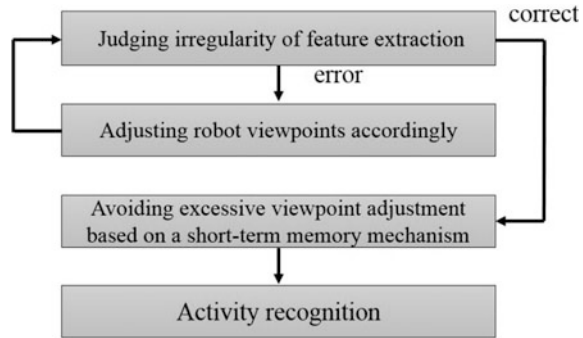 correct
Judging irregularity of feature extraction
error
Adjusting robot viewpoints accordingly
Avoiding excessive viewpoint adjustment
based on a short-term memory mechanism
Activity recognition